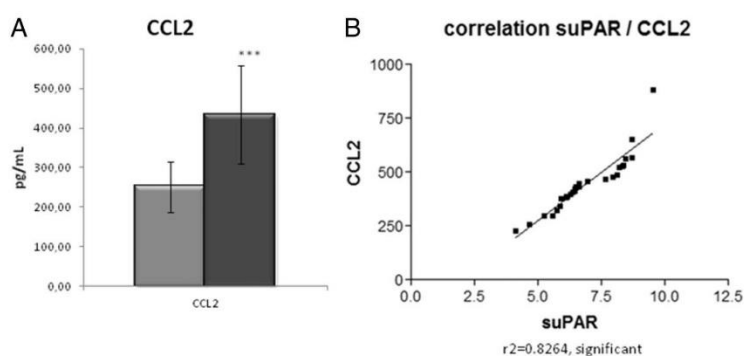 A
CCL2
600,00
500,00
400,00
300,00
200,00
100,00
0,00
pg/mL
***
CCL2
B
correlation suPAR / CCL2
1000
750
500
250
0
CCL2
0.0 2.5 5.0 7.5 10.0 12.5
suPAR
r2=0.8264, significant